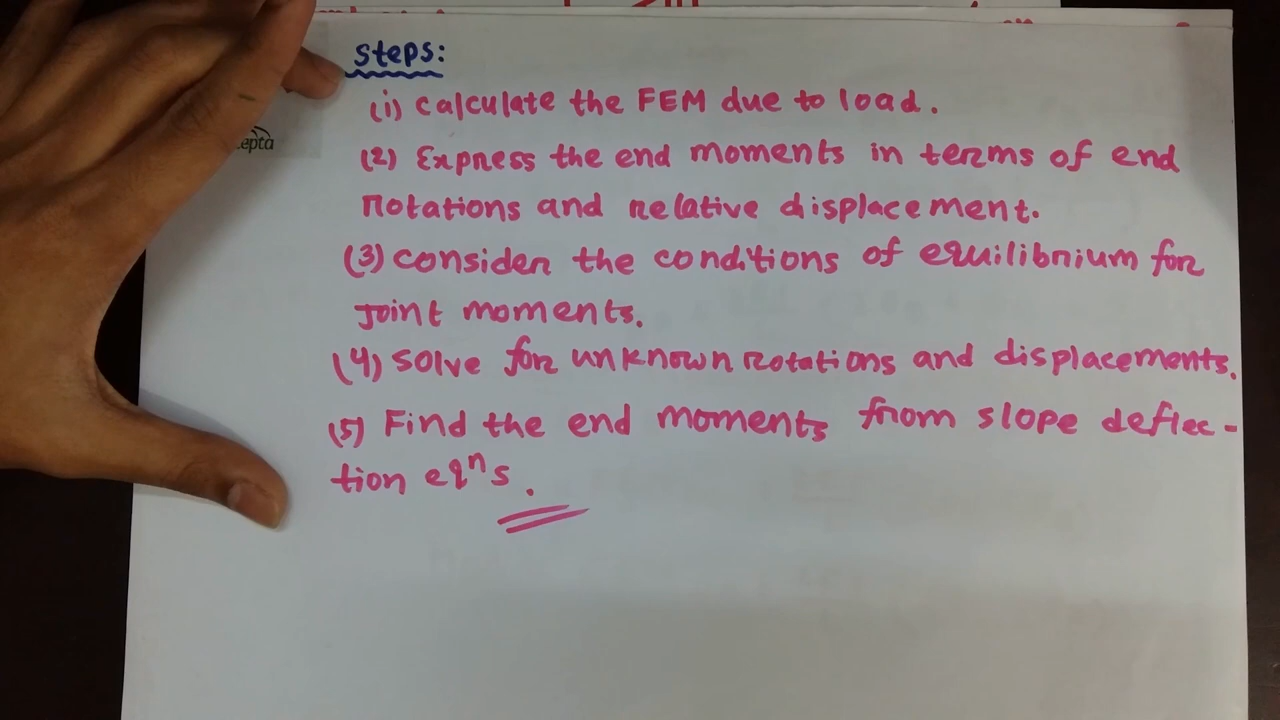 Steps:
(i) calculate the FEM due to load.
(2) Express the end moments in terms of end
rotations and relative displacement.
(3) consider the conditions of equilibrium for
Joint moments.
(4) solve for unknown rotations and displacements.
(5) Find the end moments from slope deflec-
tion eqⁿs.
epta